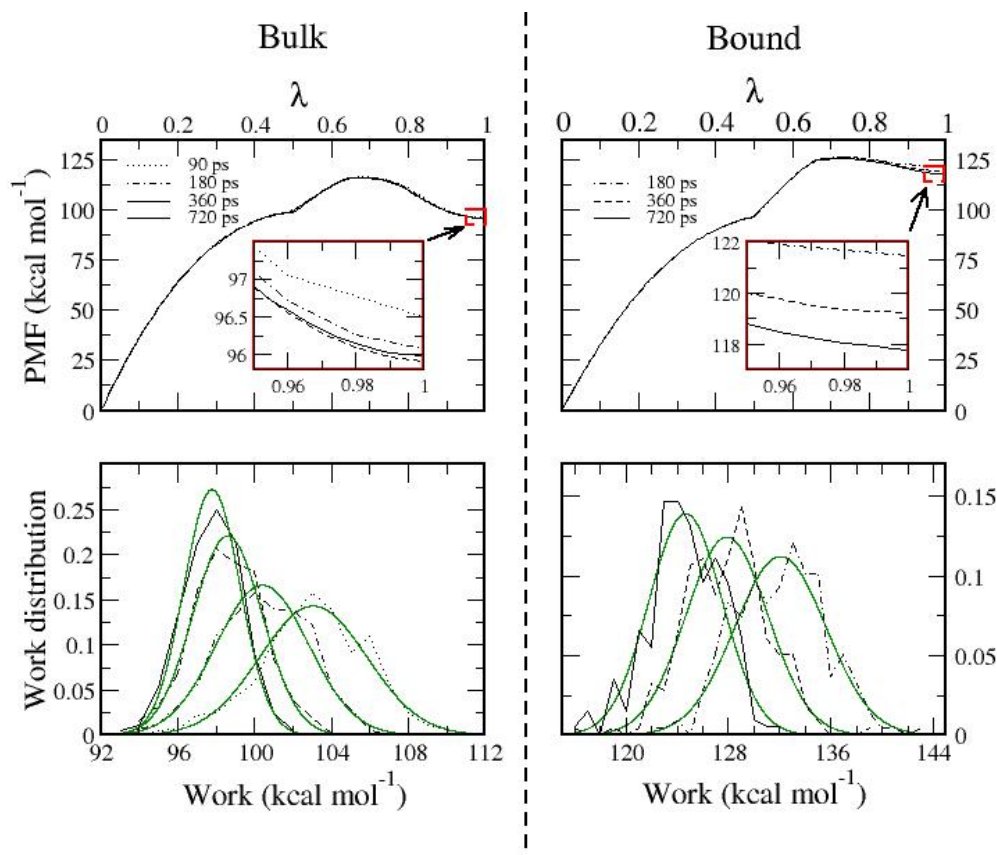 Bulk
Bound
λ
λ
0 0.2 0.4 0.6 0.8 1
0 0.2 0.4 0.6 0.8 1
PMF (kcal mol⁻¹)
125
100
75
50
25
0
90 ps
180 ps
360 ps
720 ps
97
96.5
96
0.96 0.98 1
180 ps
360 ps
720 ps
122
120
118
0.96 0.98 1
125
100
75
50
25
0
Work distribution
0.25
0.2
0.15
0.1
0.05
0
92 96 100 104 108 112
Work (kcal mol⁻¹)
0.15
0.1
0.05
0
120 128 136 144
Work (kcal mol⁻¹)